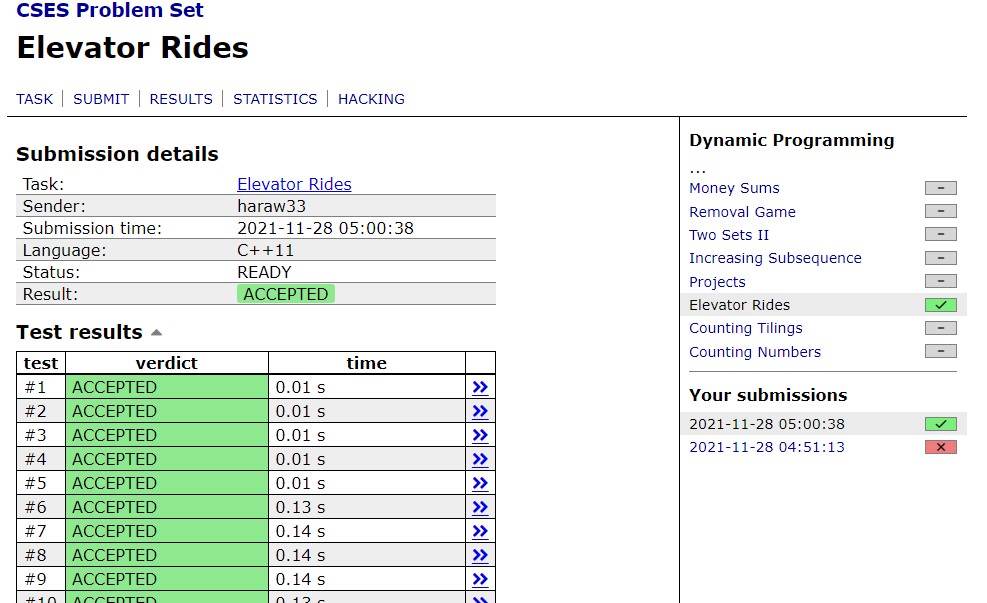 CSES Problem Set
Elevator Rides
TASK | SUBMIT | RESULTS | STATISTICS | HACKING
Submission details
Task: Elevator Rides
Sender: haraw33
Submission time: 2021-11-28 05:00:38
Language: C++11
Status: READY
Result: ACCEPTED
Test results
test verdict time
#1 ACCEPTED 0.01 s »
#2 ACCEPTED 0.01 s »
#3 ACCEPTED 0.01 s »
#4 ACCEPTED 0.01 s »
#5 ACCEPTED 0.01 s »
#6 ACCEPTED 0.13 s »
#7 ACCEPTED 0.14 s »
#8 ACCEPTED 0.14 s »
#9 ACCEPTED 0.14 s »
#10 ACCEPTED 0.13 s »
Dynamic Programming
...
Money Sums –
Removal Game –
Two Sets II –
Increasing Subsequence –
Projects –
Elevator Rides ✓
Counting Tilings –
Counting Numbers –
Your submissions
2021-11-28 05:00:38 ✓
2021-11-28 04:51:13 ×